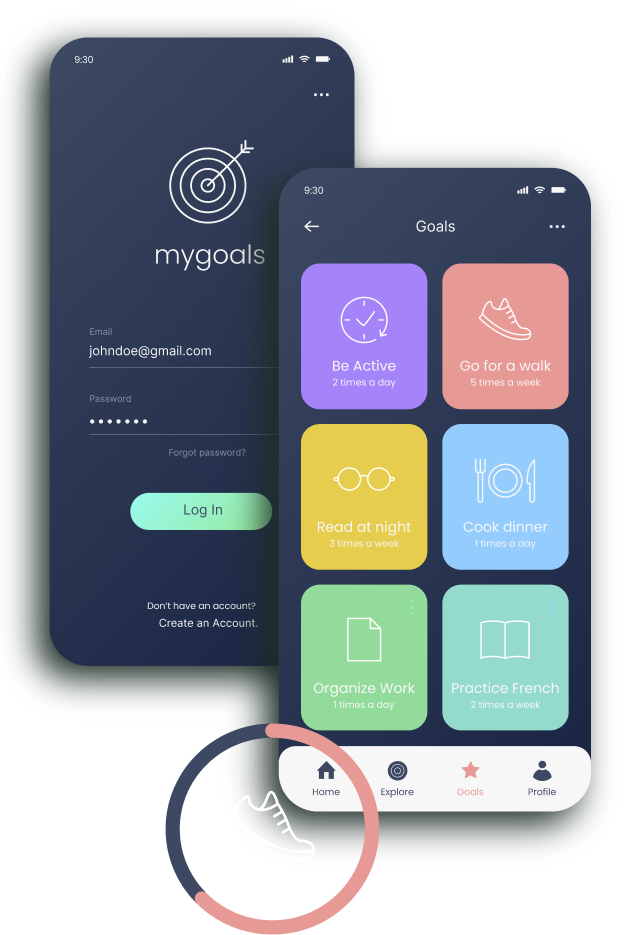 9:30
mygoals
Email
johndoe@gmail.com
Password
Forgot password?
Log In
Don't have an account?
Create an Account.
9:30
Goals
Be Active
2 times a day
Go for a walk
5 times a week
Read at night
3 times a week
Cook dinner
1 times a day
Organize Work
1 times a day
Practice French
2 times a week
Home
Explore
Goals
Profile